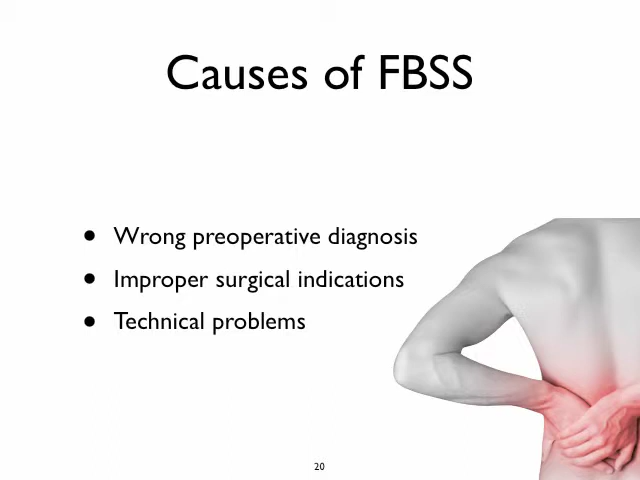 Causes of FBSS
• Wrong preoperative diagnosis
• Improper surgical indications
• Technical problems
20